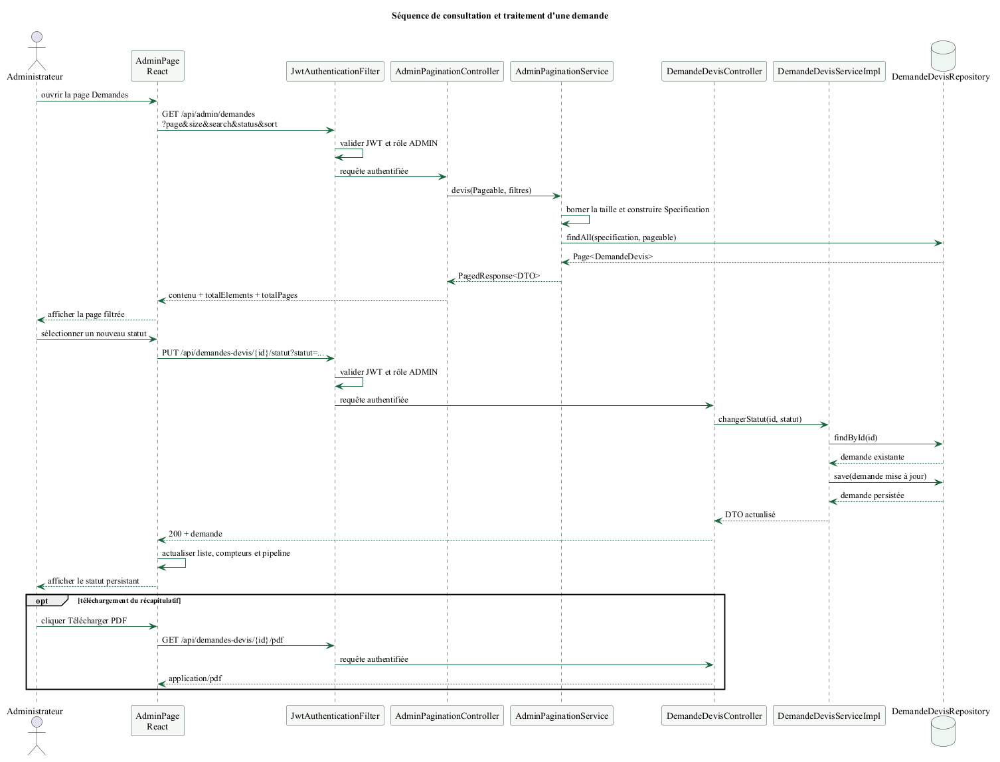 Séquence de consultation et traitement d'une demande
Administrateur
AdminPage
React
JwtAuthenticationFilter
AdminPaginationController
AdminPaginationService
DemandeDevisController
DemandeDevisServiceImpl
DemandeDevisRepository
ouvrir la page Demandes
GET /api/admin/demandes
?page&size&search&status&sort
valider JWT et rôle ADMIN
requête authentifiée
devis(Pageable, filtres)
borner la taille et construire Specification
findAll(specification, pageable)
Page<DemandeDevis>
PagedResponse<DTO>
contenu + totalElements + totalPages
afficher la page filtrée
sélectionner un nouveau statut
PUT /api/demandes-devis/{id}/statut?statut=...
valider JWT et rôle ADMIN
requête authentifiée
changerStatut(id, statut)
findById(id)
demande existante
save(demande mise à jour)
demande persistée
DTO actualisé
200 + demande
actualiser liste, compteurs et pipeline
afficher le statut persistant
opt [téléchargement du récapitulatif]
cliquer Télécharger PDF
GET /api/demandes-devis/{id}/pdf
requête authentifiée
application/pdf
Administrateur
AdminPage
React
JwtAuthenticationFilter
AdminPaginationController
AdminPaginationService
DemandeDevisController
DemandeDevisServiceImpl
DemandeDevisRepository